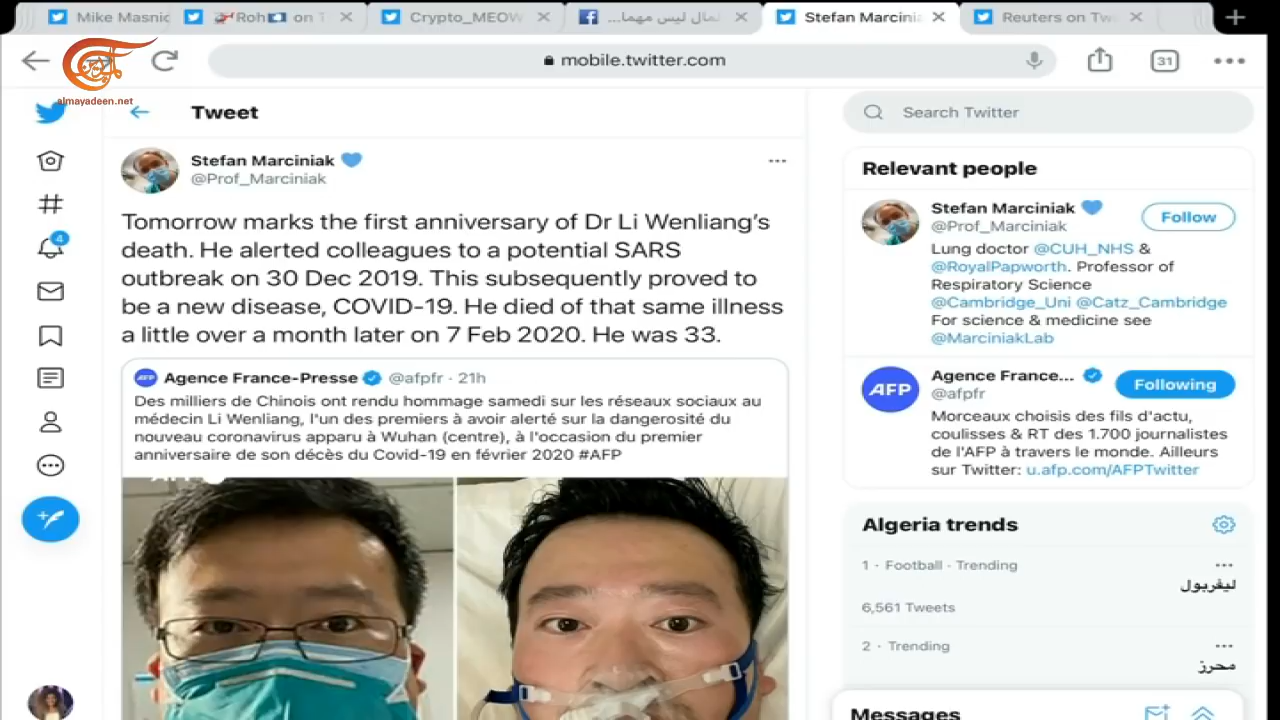 Mike Masnic
Roh on T
Crypto_MEOW
لمال ليس مهما...
Stefan Marcinia
Reuters on Tw
almayadeen.net
mobile.twitter.com
31
Tweet
Search Twitter
Stefan Marciniak
@Prof_Marciniak
Tomorrow marks the first anniversary of Dr Li Wenliang's
death. He alerted colleagues to a potential SARS
outbreak on 30 Dec 2019. This subsequently proved to
be a new disease, COVID-19. He died of that same illness
a little over a month later on 7 Feb 2020. He was 33.
AFP Agence France-Presse @afpfr · 21h
Des milliers de Chinois ont rendu hommage samedi sur les réseaux sociaux au
médecin Li Wenliang, l'un des premiers à avoir alerté sur la dangerosité du
nouveau coronavirus apparu à Wuhan (centre), à l'occasion du premier
anniversaire de son décès du Covid-19 en février 2020 #AFP
4
Relevant people
Stefan Marciniak
@Prof_Marciniak
Follow
Lung doctor @CUH_NHS &
@RoyalPapworth. Professor of
Respiratory Science
@Cambridge_Uni @Catz_Cambridge
For science & medicine see
@MarciniakLab
AFP
Agence France...
@afpfr
Following
Morceaux choisis des fils d'actu,
coulisses & RT des 1.700 journalistes
de l'AFP à travers le monde. Ailleurs
sur Twitter: u.afp.com/AFPTwitter
Algeria trends
1 · Football · Trending
ليفربول
6,561 Tweets
2 · Trending
محرز
Messages